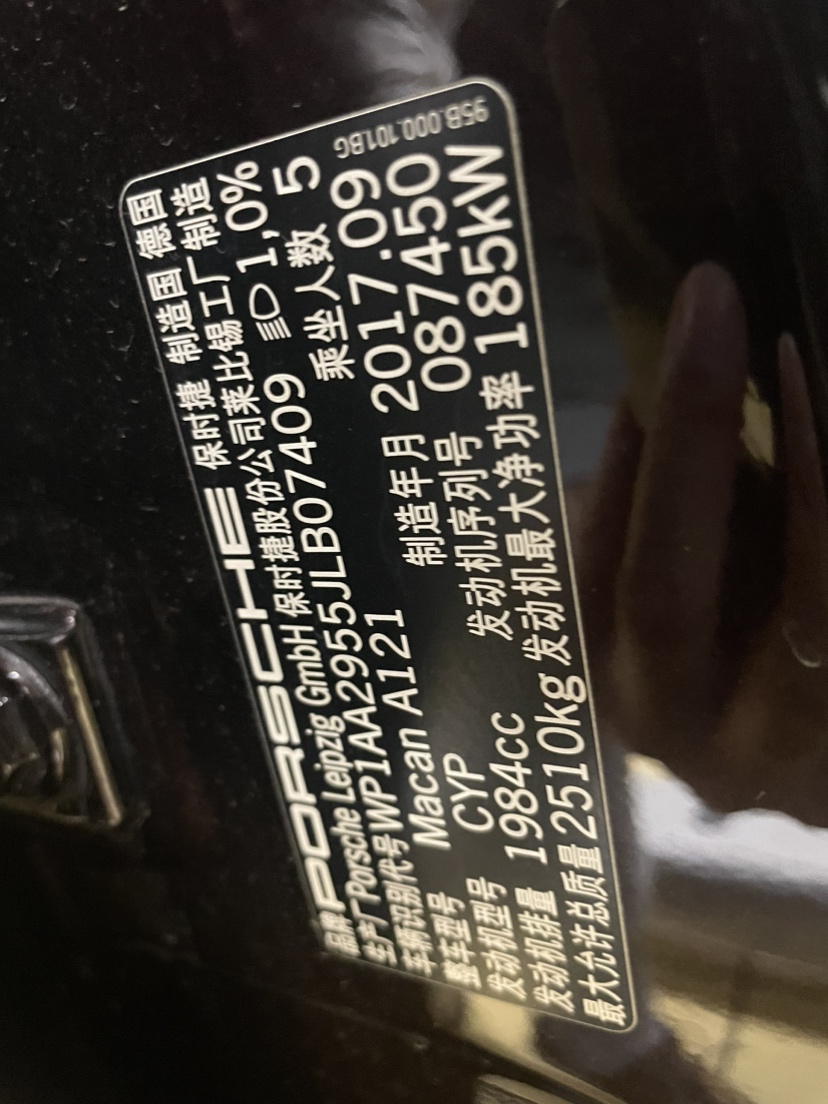 品牌 PORSCHE 保时捷 制造国 德国
生产厂 Porsche Leipzig GmbH 保时捷股份公司莱比锡工厂制造
车辆识别代号 WP1AA2955JLB07409 1,0%
整车型号 Macan A121 乘坐人数 5
发动机型号 CYP 制造年月 2017.09
发动机排量 1984cc 发动机序列号 087450
最大允许总质量 2510kg 发动机最大净功率 185kW
95B.000.101.BG